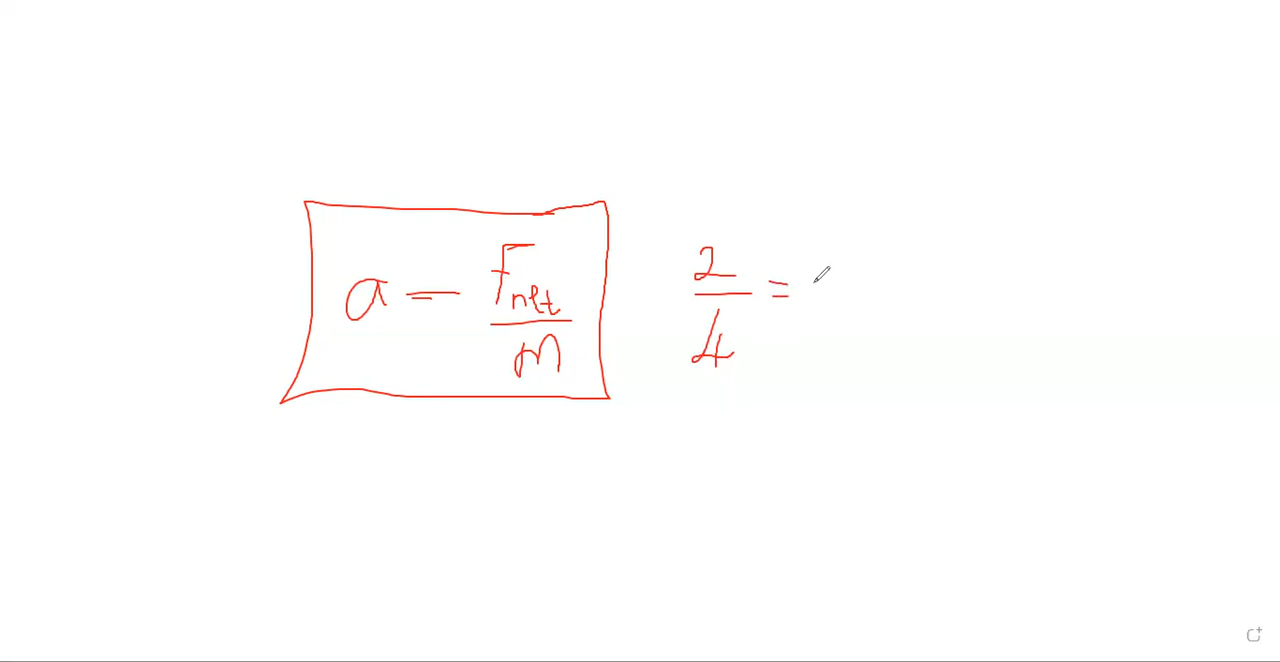 a = F_net / m
2 / 4 =